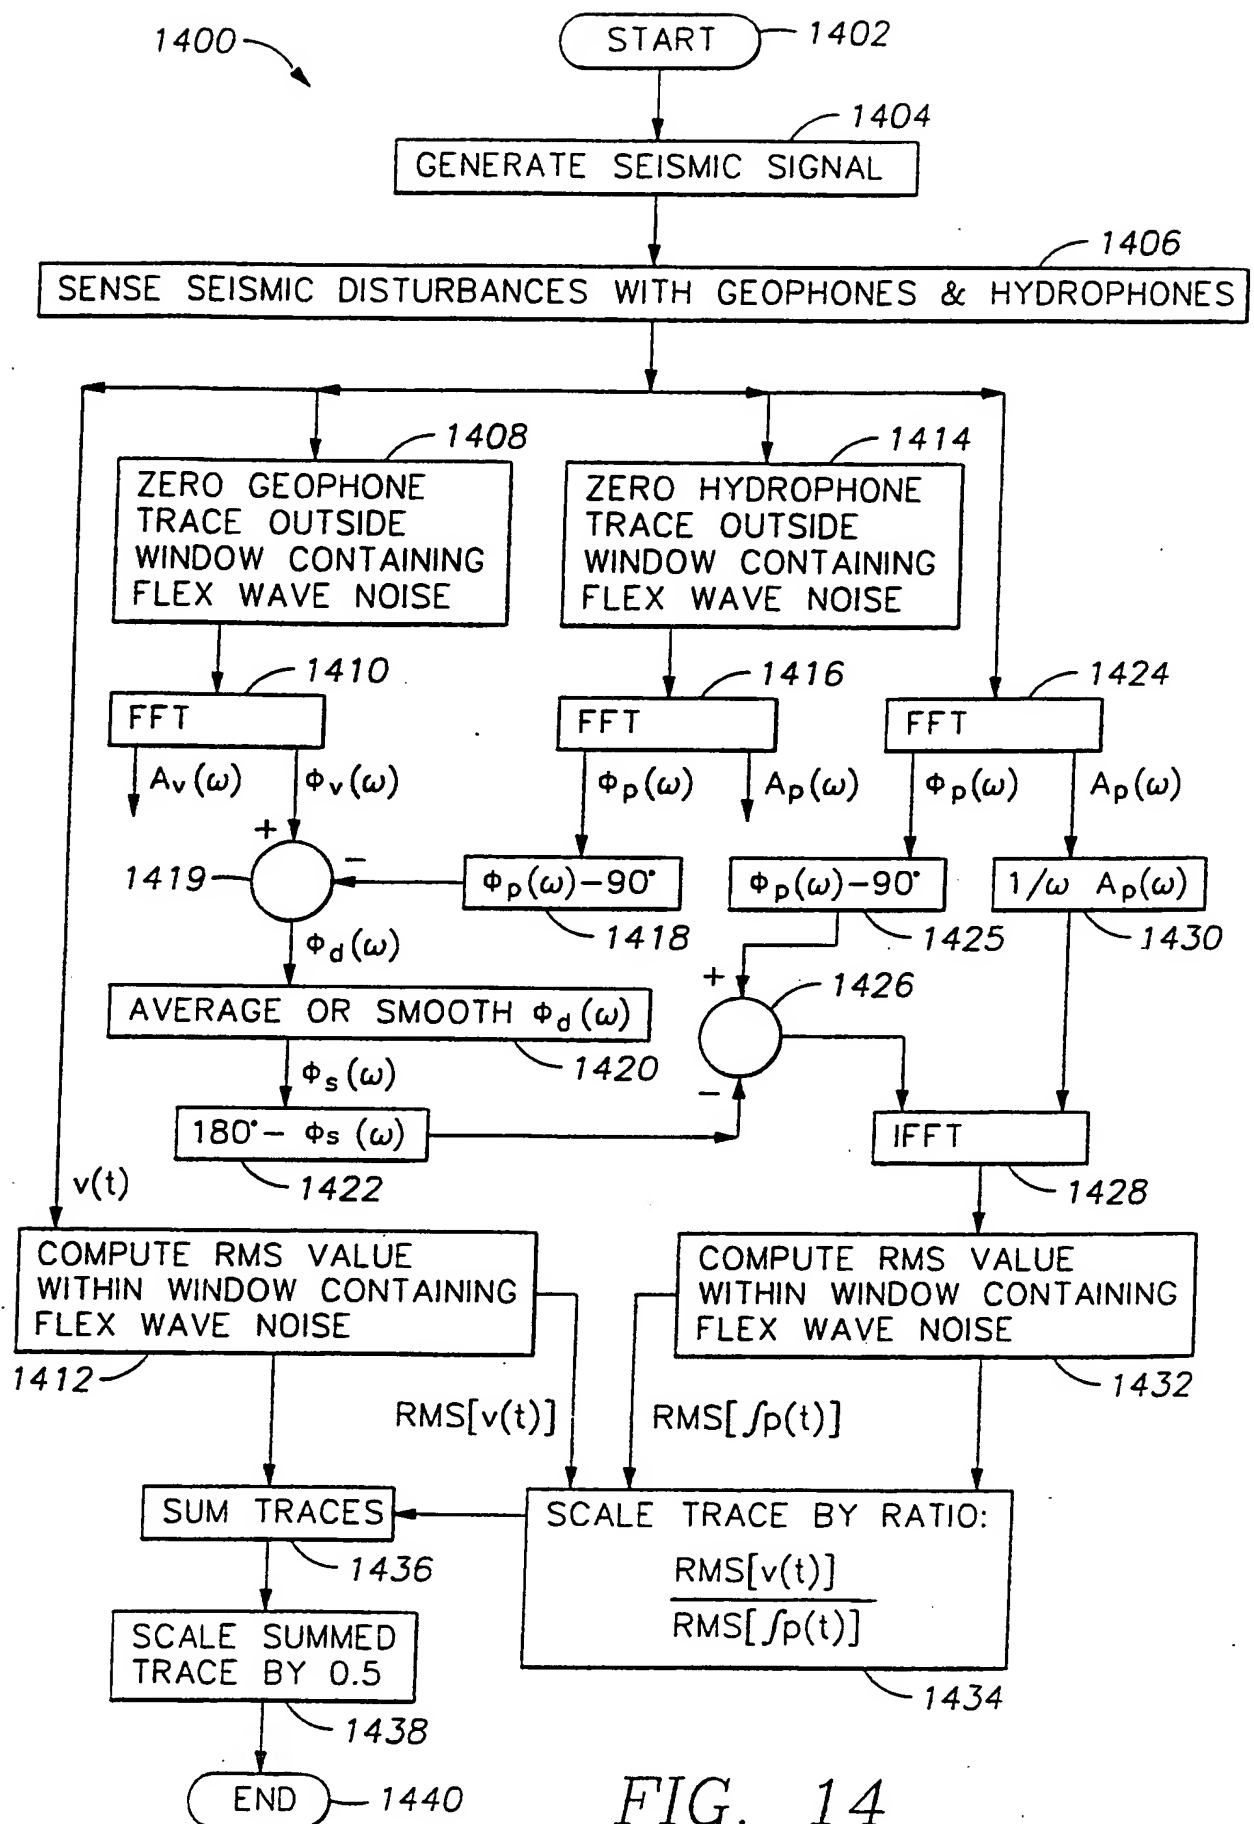 1400
START
1402
1404
GENERATE SEISMIC SIGNAL
1406
SENSE SEISMIC DISTURBANCES WITH GEOPHONES & HYDROPHONES
1408
1414
ZERO GEOPHONE
TRACE OUTSIDE
WINDOW CONTAINING
FLEX WAVE NOISE
ZERO HYDROPHONE
TRACE OUTSIDE
WINDOW CONTAINING
FLEX WAVE NOISE
1410
1416
1424
FFT
FFT
FFT
Av(ω)
Φv(ω)
Φp(ω)
Ap(ω)
Φp(ω)
Ap(ω)
+
−
1419
Φp(ω)−90°
Φp(ω)−90°
1/ω Ap(ω)
1418
1425
1430
Φd(ω)
+
1426
AVERAGE OR SMOOTH Φd(ω)
1420
Φs(ω)
−
180°− Φs (ω)
IFFT
1422
1428
v(t)
COMPUTE RMS VALUE
WITHIN WINDOW CONTAINING
FLEX WAVE NOISE
COMPUTE RMS VALUE
WITHIN WINDOW CONTAINING
FLEX WAVE NOISE
1412
1432
RMS[v(t)]
RMS[∫p(t)]
SUM TRACES
SCALE TRACE BY RATIO:
1436
RMS[v(t)]
RMS[∫p(t)]
SCALE SUMMED
TRACE BY 0.5
1434
1438
END
1440
FIG. 14